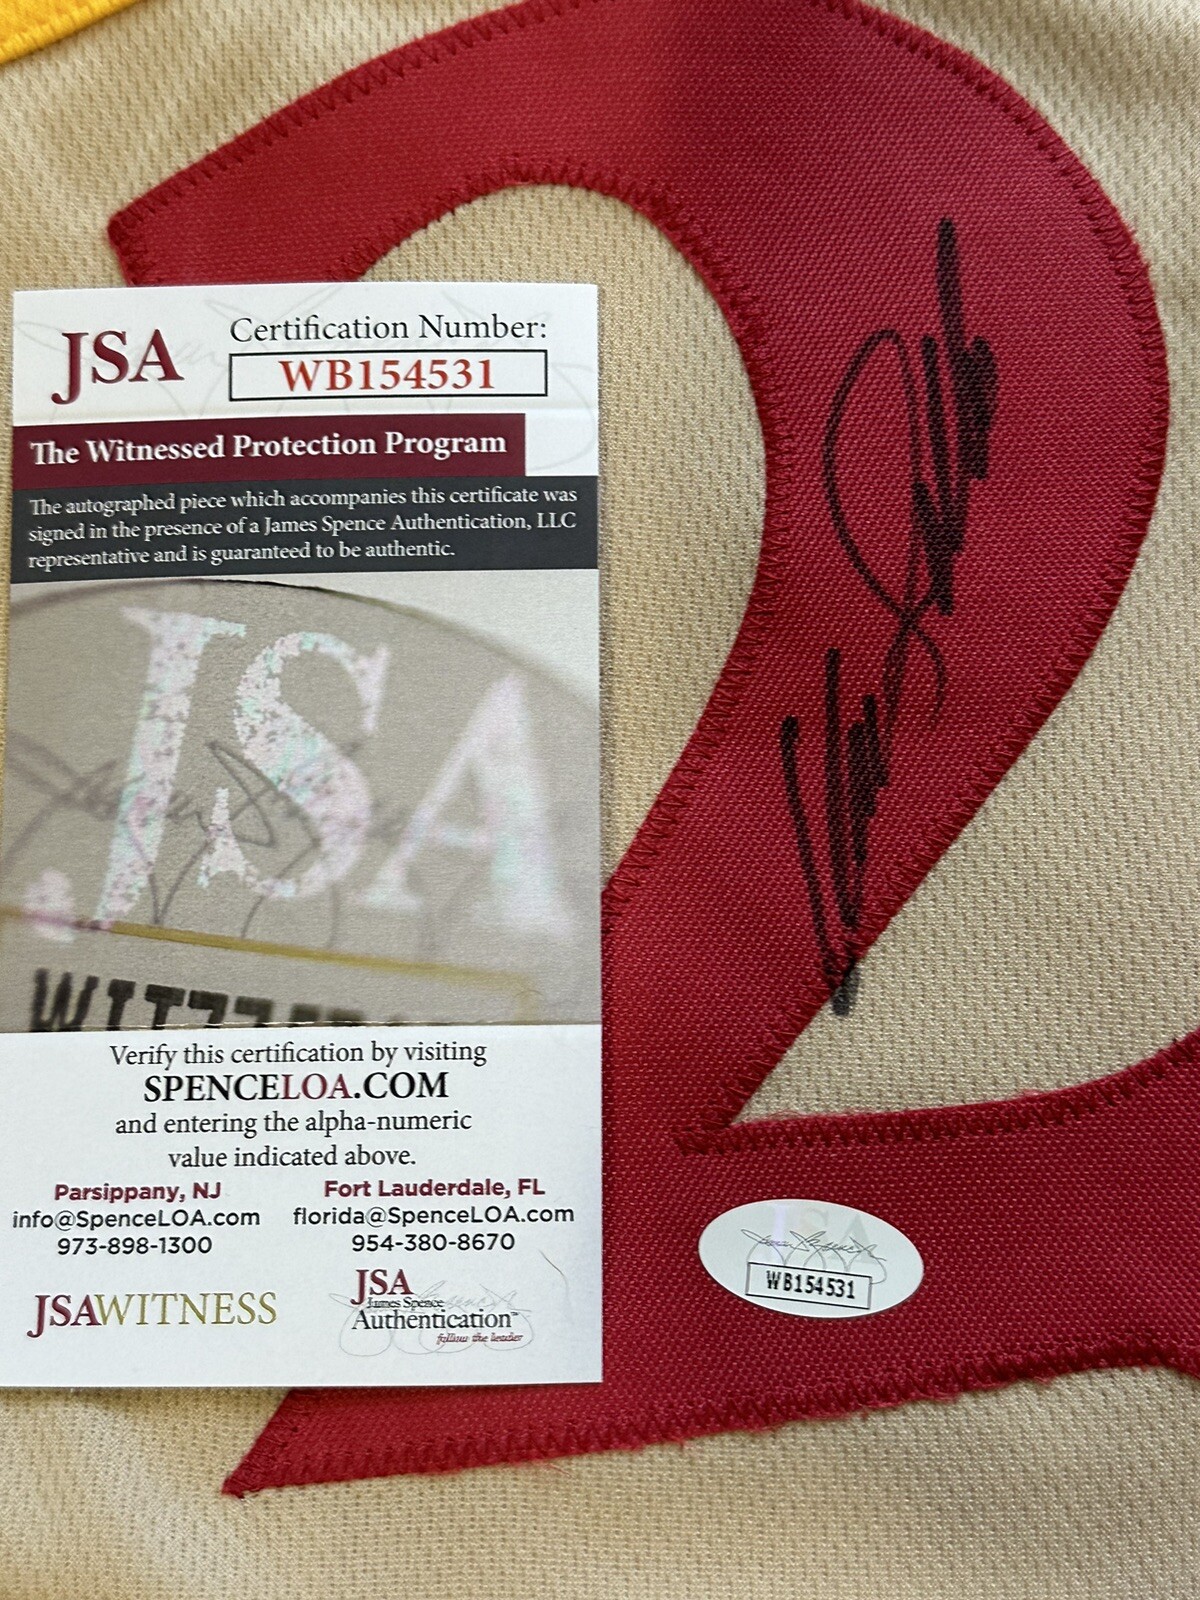 JSA
Certification Number:
WB154531
The Witnessed Protection Program
The autographed piece which accompanies this certificate was
signed in the presence of a James Spence Authentication, LLC
representative and is guaranteed to be authentic.
JSA
Verify this certification by visiting
SPENCELOA.COM
and entering the alpha-numeric
value indicated above.
Parsippany, NJ
info@SpenceLOA.com
973-898-1300
Fort Lauderdale, FL
florida@SpenceLOA.com
954-380-8670
JSAWITNESS
JSA
James Spence
Authentication™
follow the leader
2
JSA
WB154531